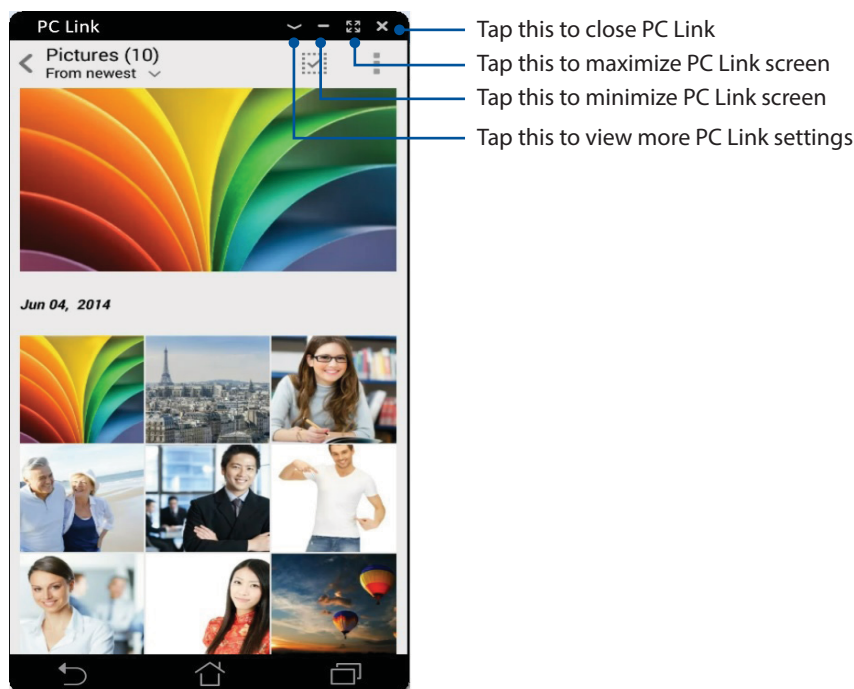 PC Link
Pictures (10)
From newest
Jun 04, 2014
Tap this to close PC Link
Tap this to maximize PC Link screen
Tap this to minimize PC Link screen
Tap this to view more PC Link settings